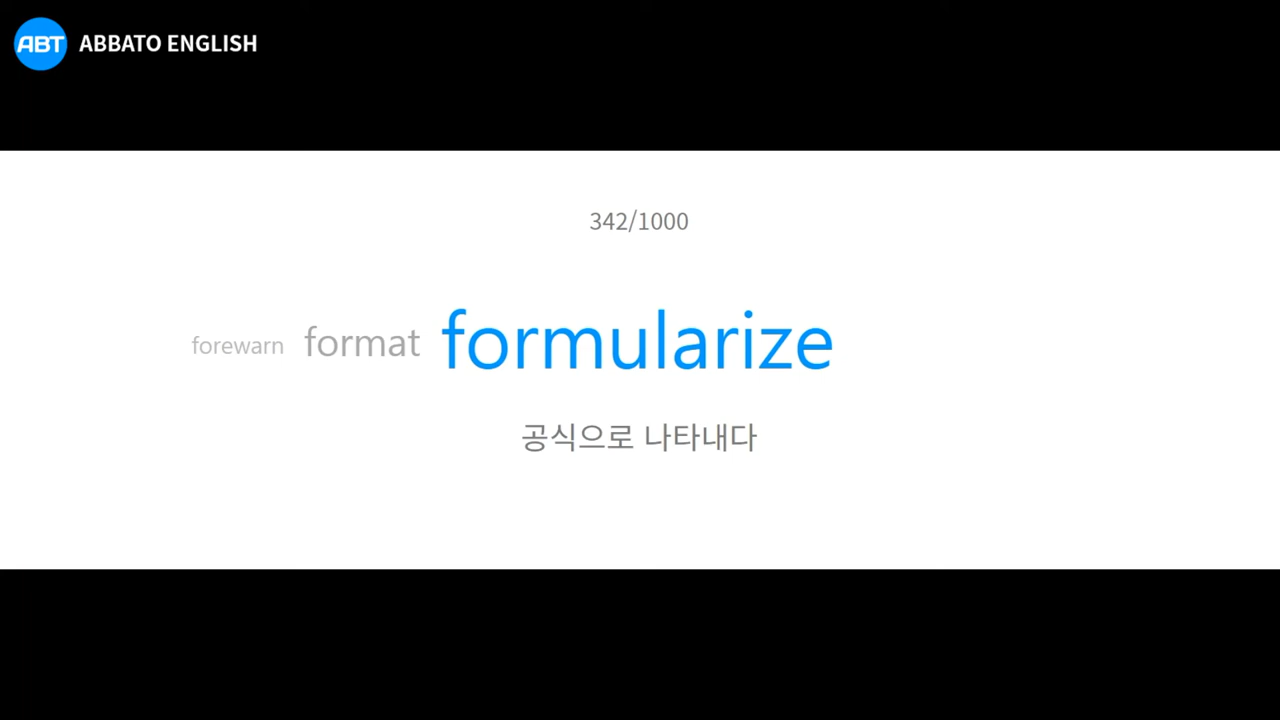 ABT ABBATO ENGLISH
342/1000
forewarn format formularize
공식으로 나타내다